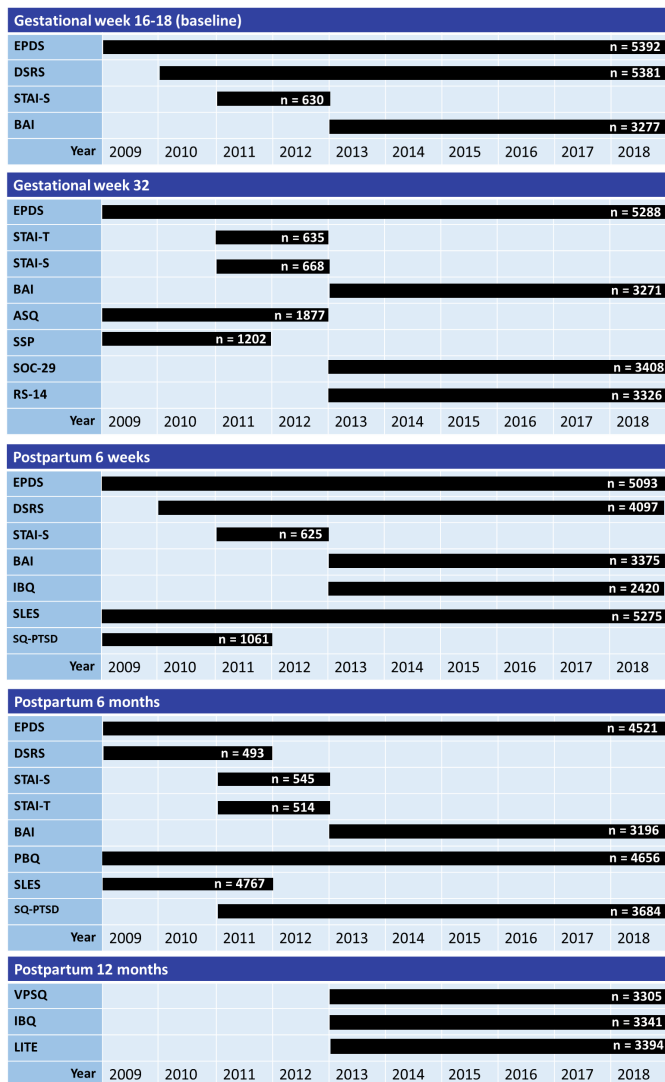 Gestational week 16-18 (baseline)
EPDS n = 5392
DSRS n = 5381
STAI-S n = 630
BAI n = 3277
Year 2009 2010 2011 2012 2013 2014 2015 2016 2017 2018
Gestational week 32
EPDS n = 5288
STAI-T n = 635
STAI-S n = 668
BAI n = 3271
ASQ n = 1877
SSP n = 1202
SOC-29 n = 3408
RS-14 n = 3326
Year 2009 2010 2011 2012 2013 2014 2015 2016 2017 2018
Postpartum 6 weeks
EPDS n = 5093
DSRS n = 4097
STAI-S n = 625
BAI n = 3375
IBQ n = 2420
SLES n = 5275
SQ-PTSD n = 1061
Year 2009 2010 2011 2012 2013 2014 2015 2016 2017 2018
Postpartum 6 months
EPDS n = 4521
DSRS n = 493
STAI-S n = 545
STAI-T n = 514
BAI n = 3196
PBQ n = 4656
SLES n = 4767
SQ-PTSD n = 3684
Year 2009 2010 2011 2012 2013 2014 2015 2016 2017 2018
Postpartum 12 months
VPSQ n = 3305
IBQ n = 3341
LITE n = 3394
Year 2009 2010 2011 2012 2013 2014 2015 2016 2017 2018